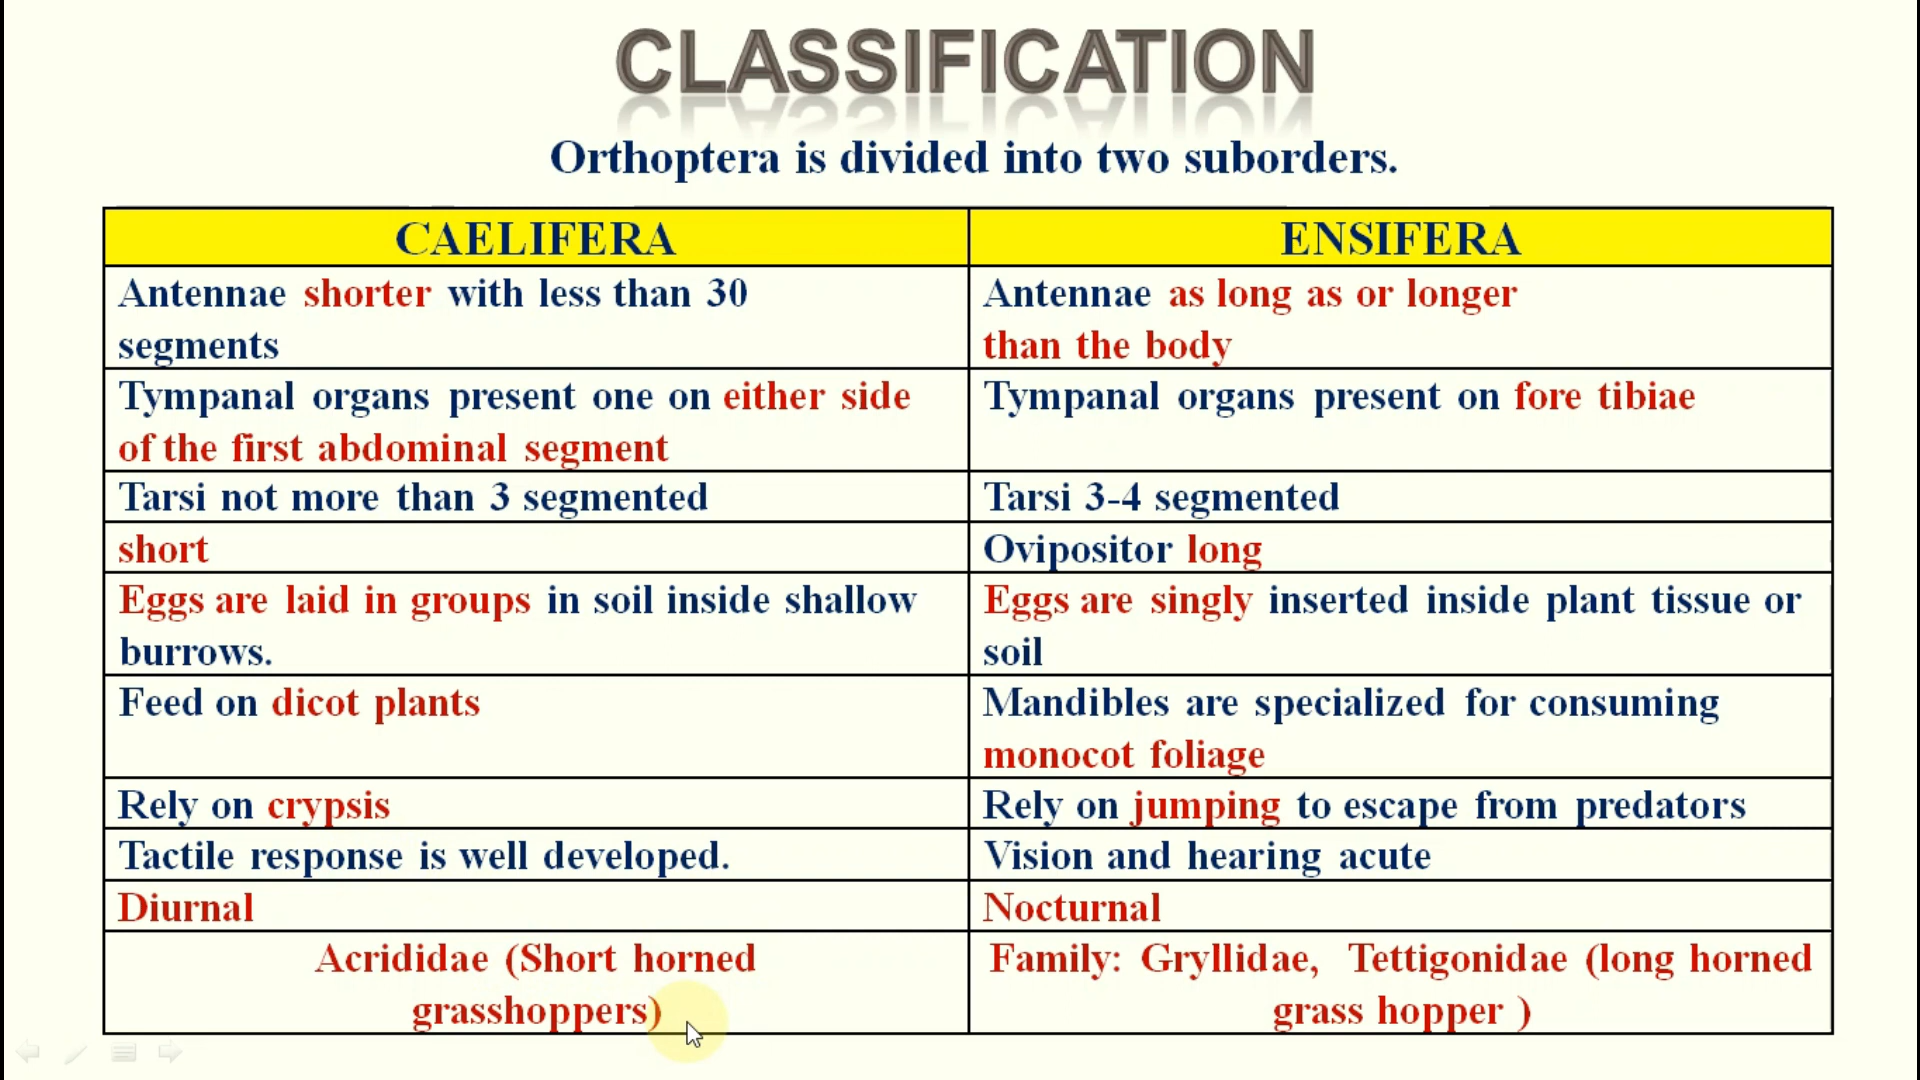 CLASSIFICATION
Orthoptera is divided into two suborders.
CAELIFERA
ENSIFERA
Antennae shorter with less than 30
segments
Antennae as long as or longer
than the body
Tympanal organs present one on either side
of the first abdominal segment
Tympanal organs present on fore tibiae
Tarsi not more than 3 segmented
Tarsi 3-4 segmented
short
Ovipositor long
Eggs are laid in groups in soil inside shallow
burrows.
Eggs are singly inserted inside plant tissue or
soil
Feed on dicot plants
Mandibles are specialized for consuming
monocot foliage
Rely on crypsis
Rely on jumping to escape from predators
Tactile response is well developed.
Vision and hearing acute
Diurnal
Nocturnal
Acrididae (Short horned
grasshoppers)
Family: Gryllidae, Tettigonidae (long horned
grass hopper )